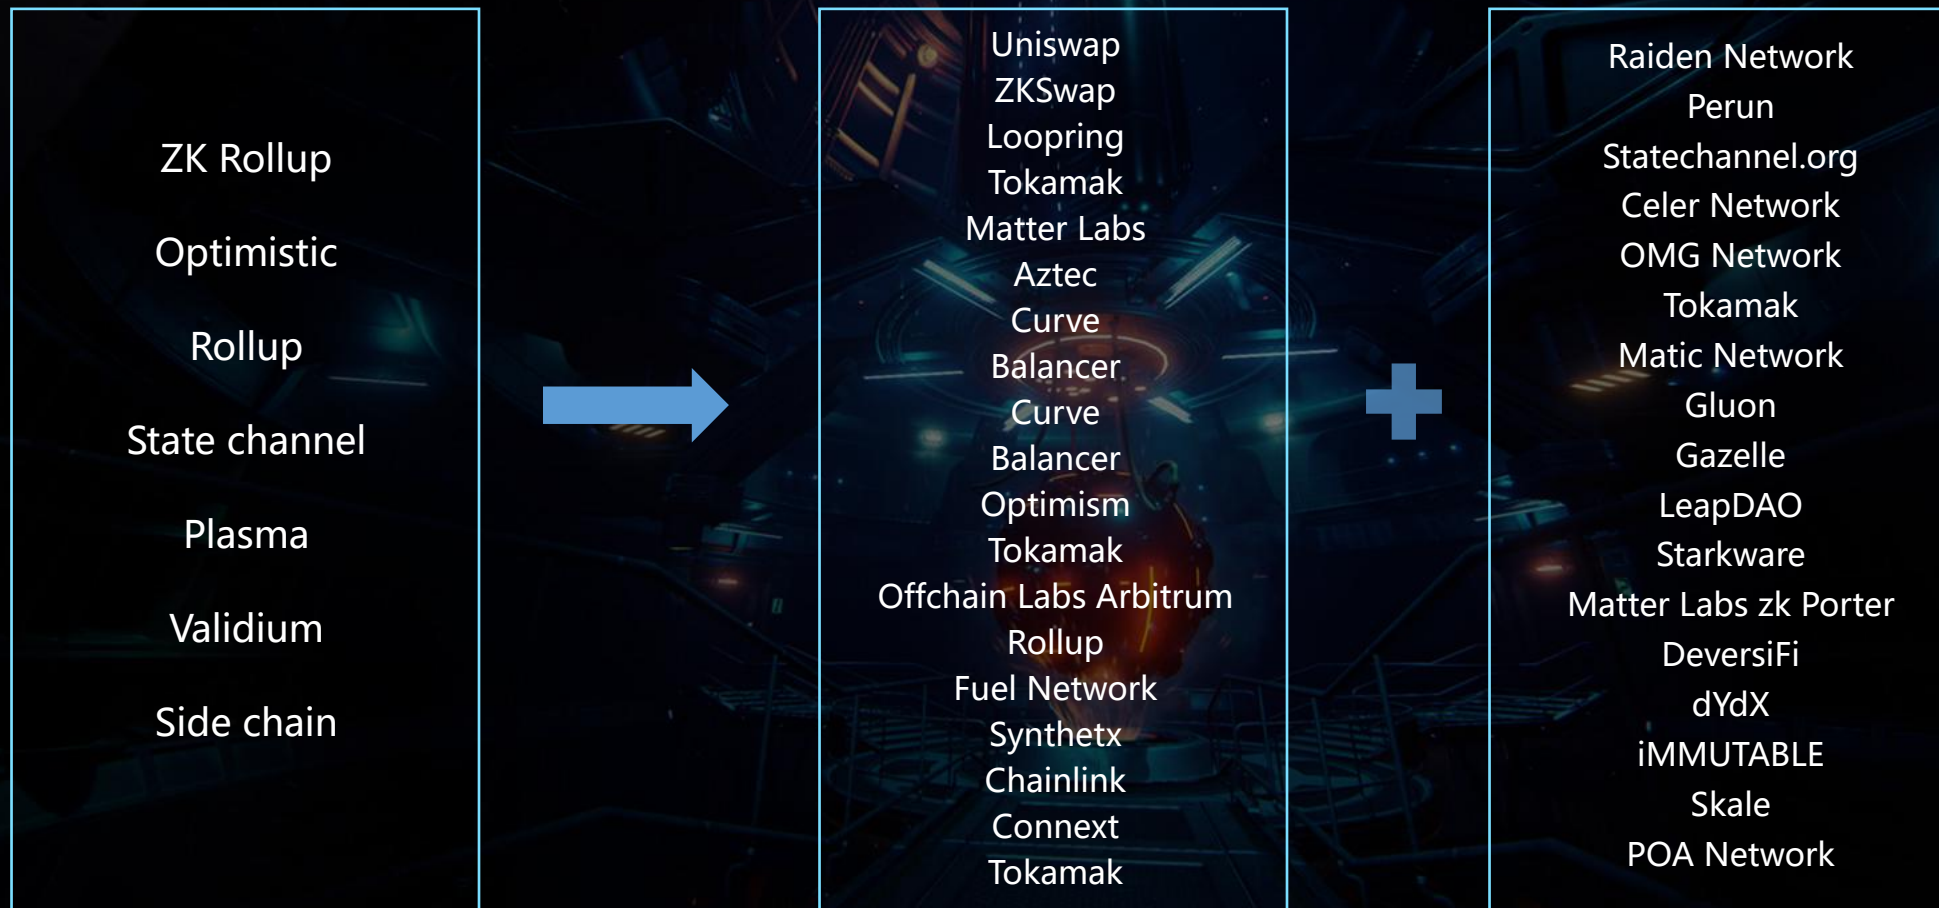 ZK Rollup
Optimistic
Rollup
State channel
Plasma
Validium
Side chain
Uniswap
ZKSwap
Loopring
Tokamak
Matter Labs
Aztec
Curve
Balancer
Curve
Balancer
Optimism
Tokamak
Offchain Labs Arbitrum
Rollup
Fuel Network
Synthetx
Chainlink
Connext
Tokamak
Raiden Network
Perun
Statechannel.org
Celer Network
OMG Network
Tokamak
Matic Network
Gluon
Gazelle
LeapDAO
Starkware
Matter Labs zk Porter
DeversiFi
dYdX
iMMUTABLE
Skale
POA Network